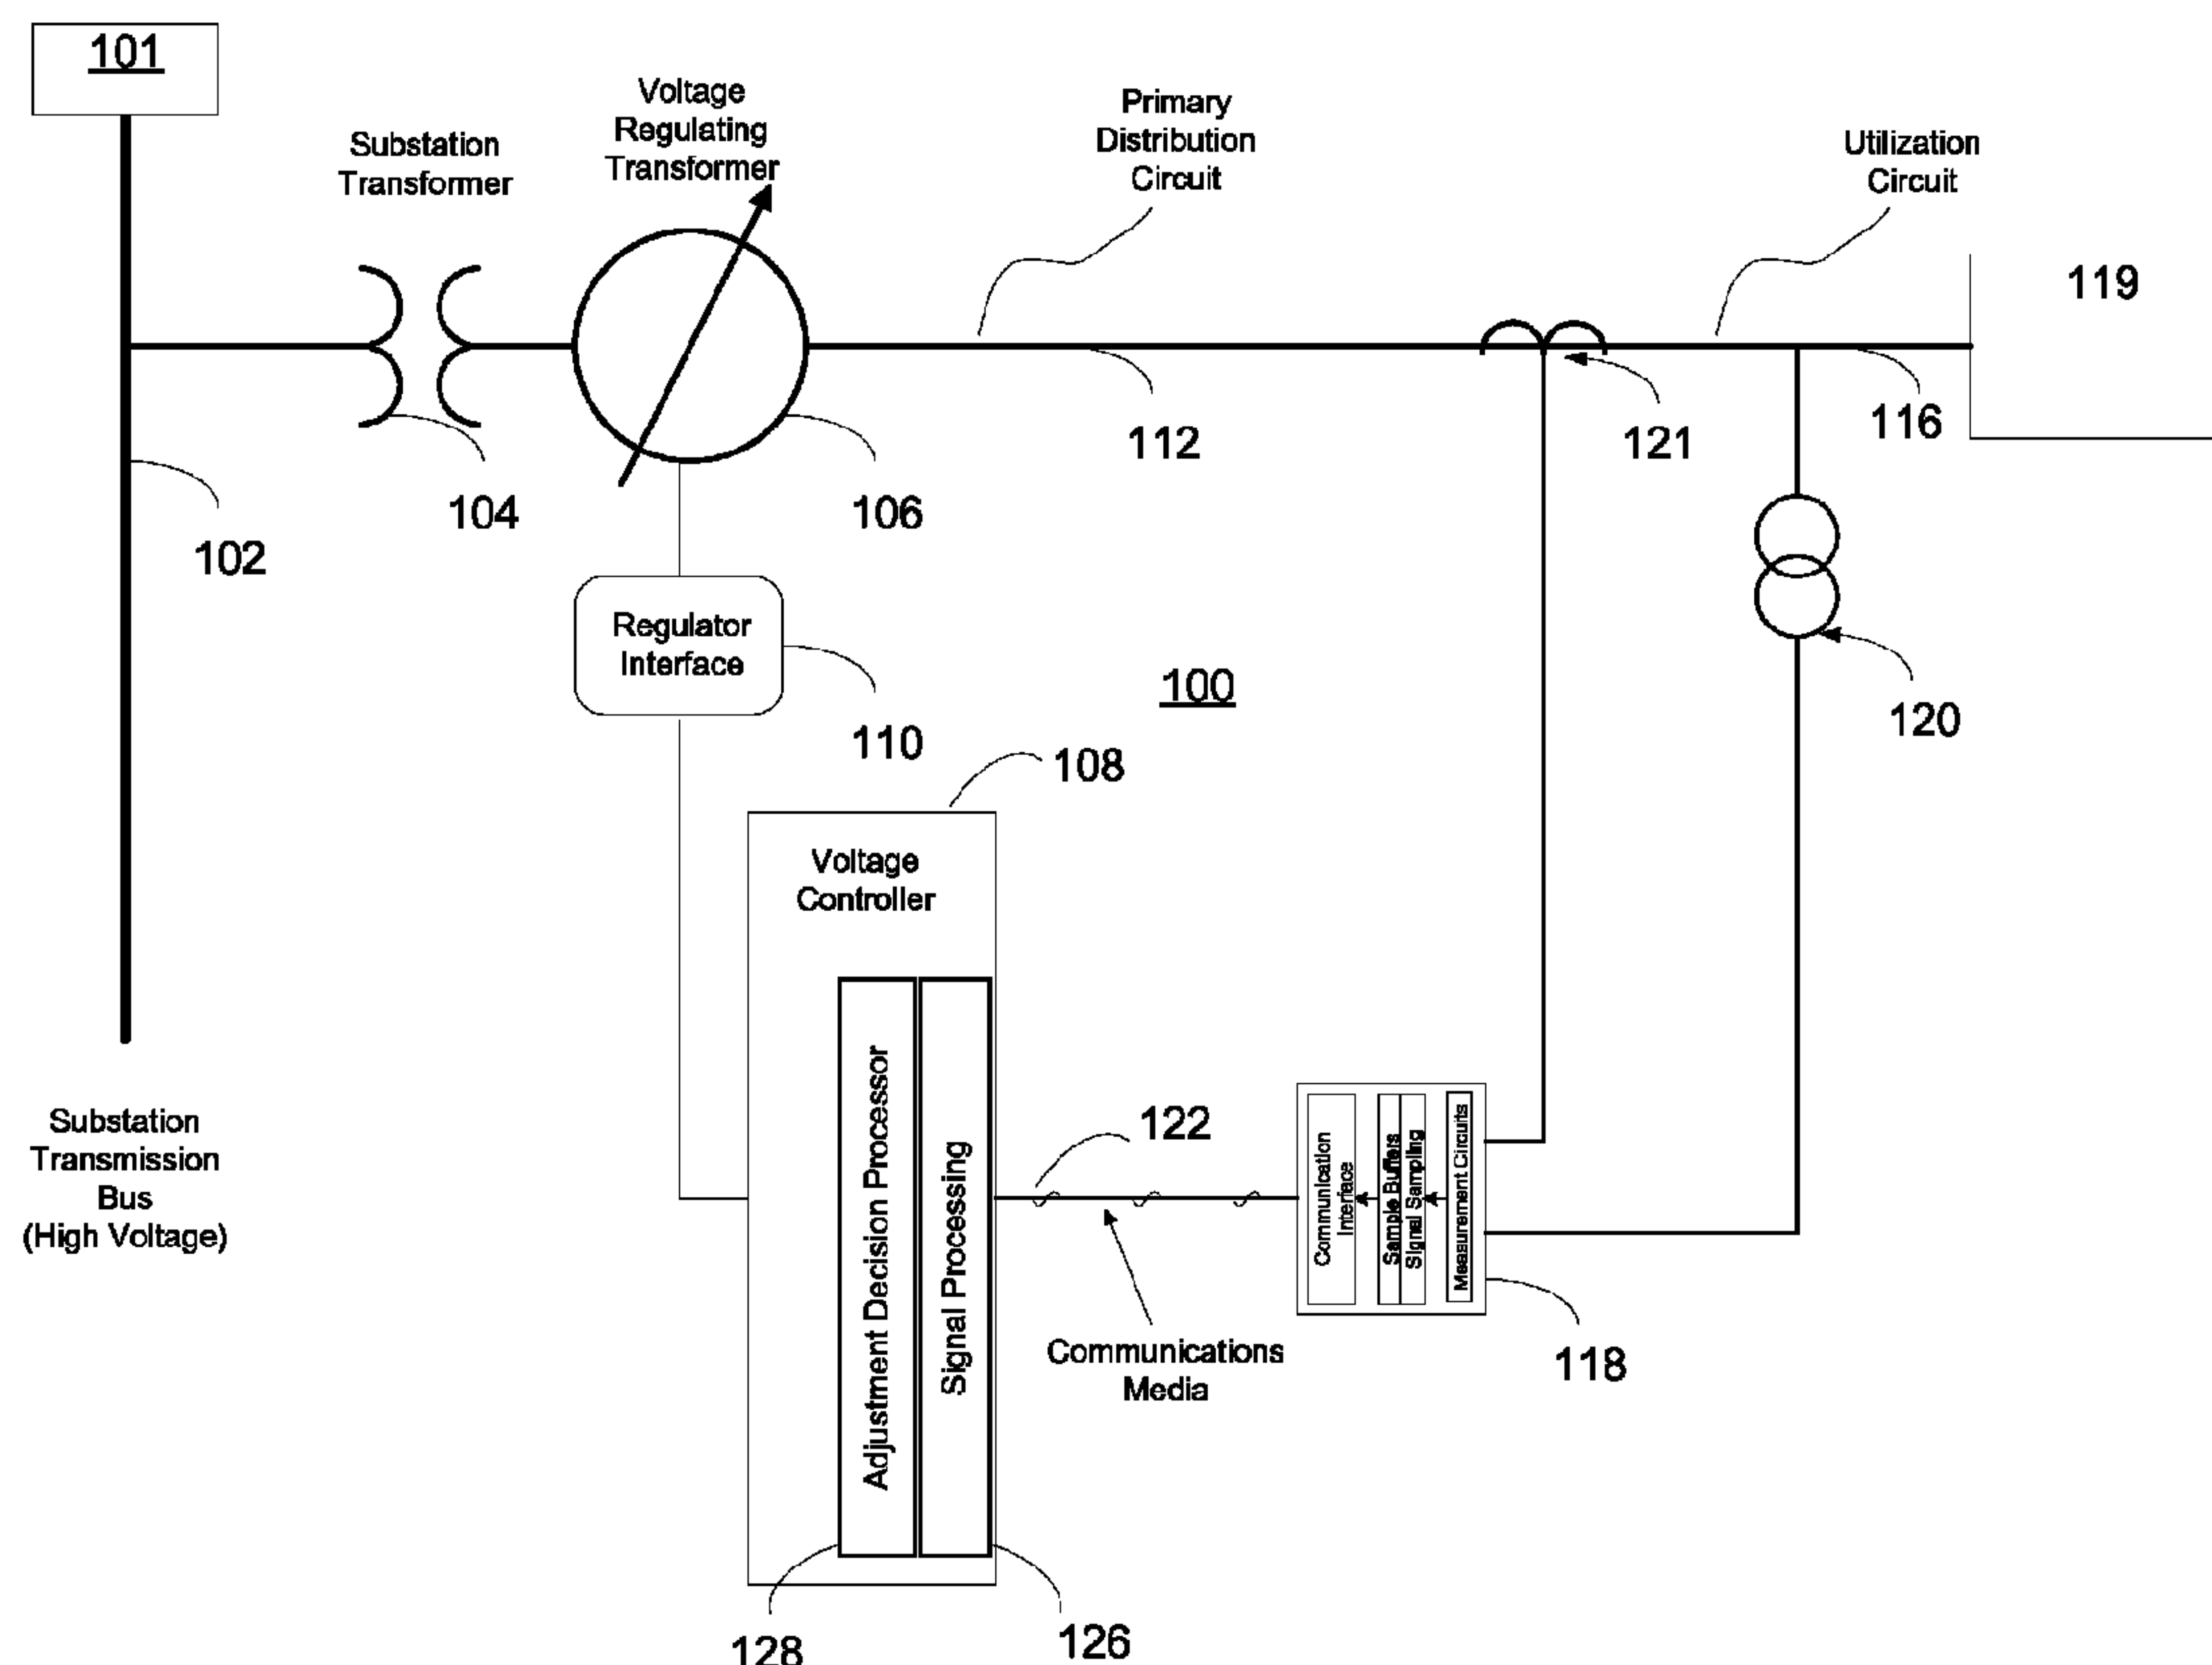 101
Substation
Transformer
Voltage
Regulating
Transformer
Primary
Distribution
Circuit
Utilization
Circuit
119
112
121
116
104
106
102
Regulator
Interface
100
120
110
108
Voltage
Controller
Adjustment Decision Processor
Signal Processing
122
Communication
Interface
Sample Buffers
Signal Sampling
Measurement Circuits
Substation
Transmission
Bus
(High Voltage)
Communications
Media
118
128
126